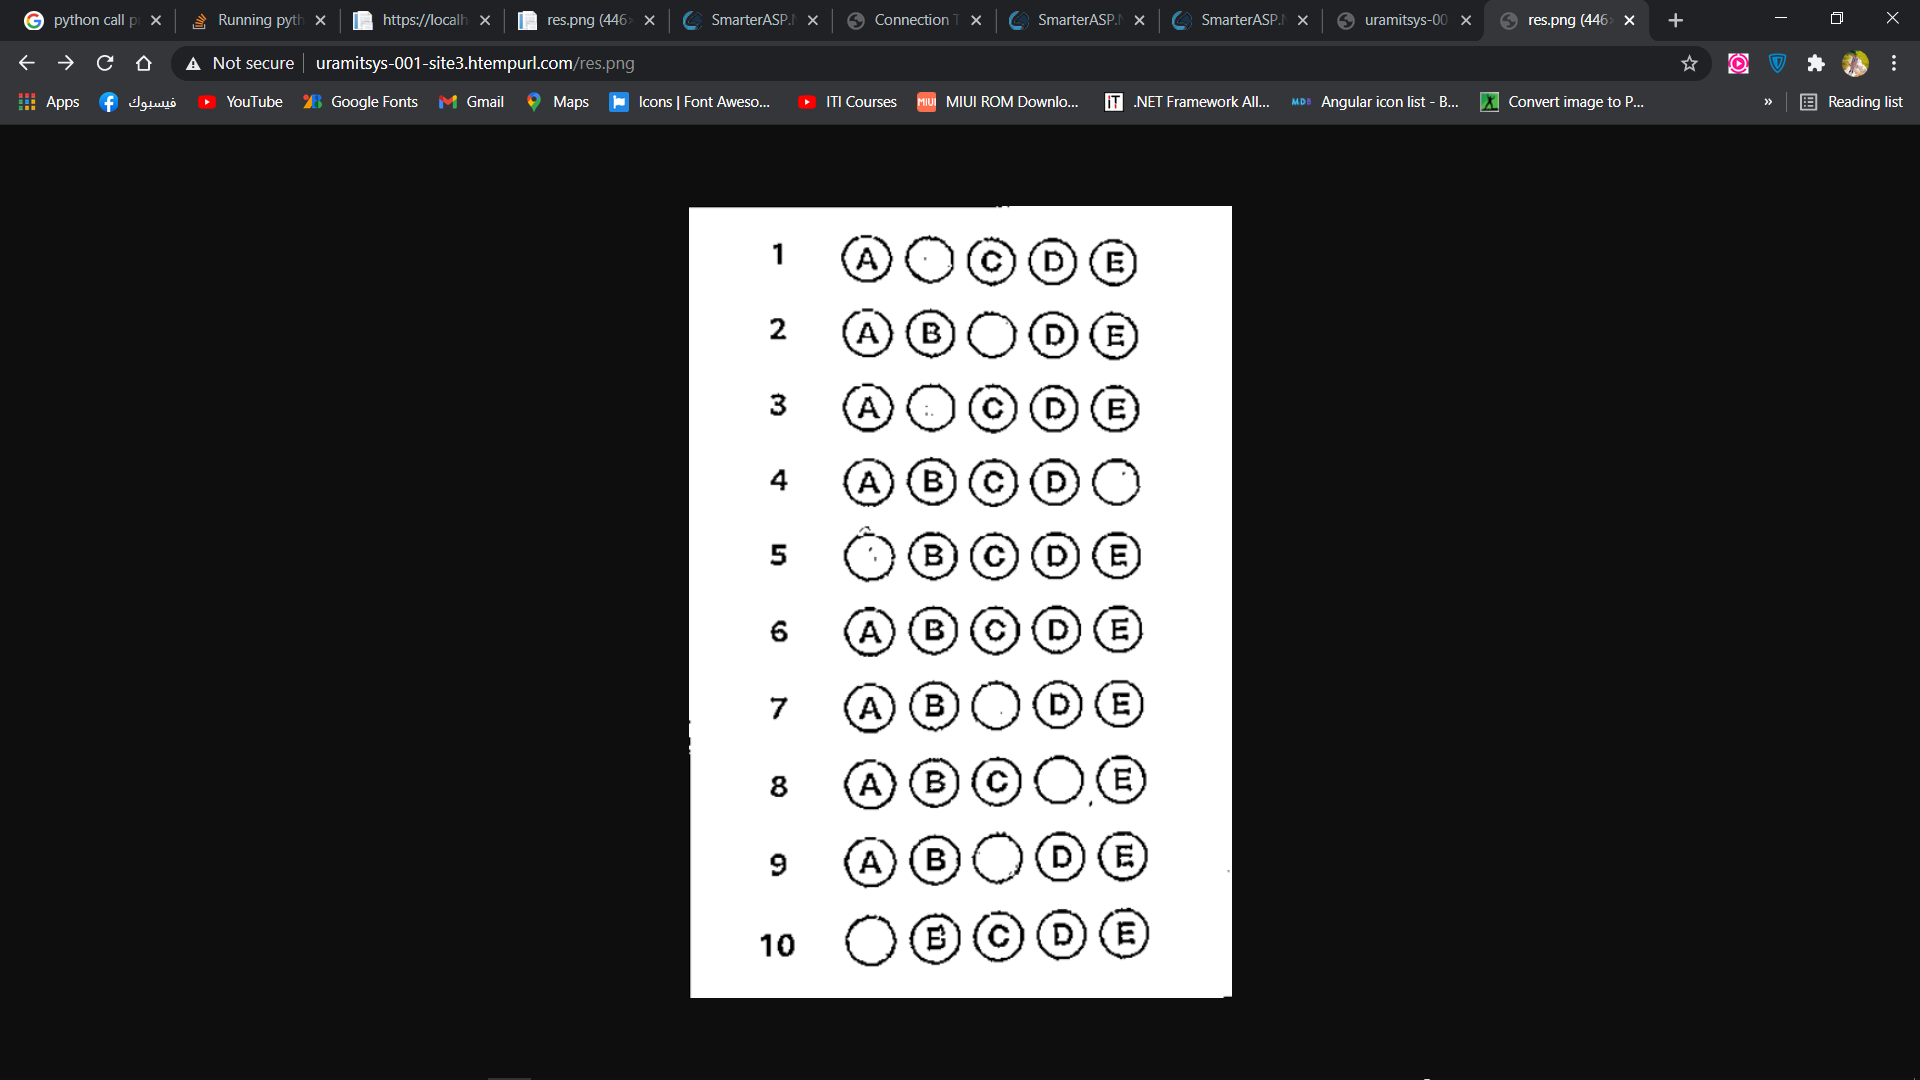 python call p
Running pyth
https://localh
res.png (446
SmarterASP.
Connection T
SmarterASP.
SmarterASP.
uramitsys-00
res.png (446
Not secure
uramitsys-001-site3.htempurl.com/res.png
Apps
فيسبوك
YouTube
Google Fonts
Gmail
Maps
Icons | Font Aweso...
ITI Courses
MIUI MIUI ROM Downlo...
iT .NET Framework All...
MDB Angular icon list - B...
Convert image to P...
»
Reading list
1 A C D E
2 A B D E
3 A C D E
4 A B C D
5 B C D E
6 A B C D E
7 A B D E
8 A B C E
9 A B D E
10 B C D E